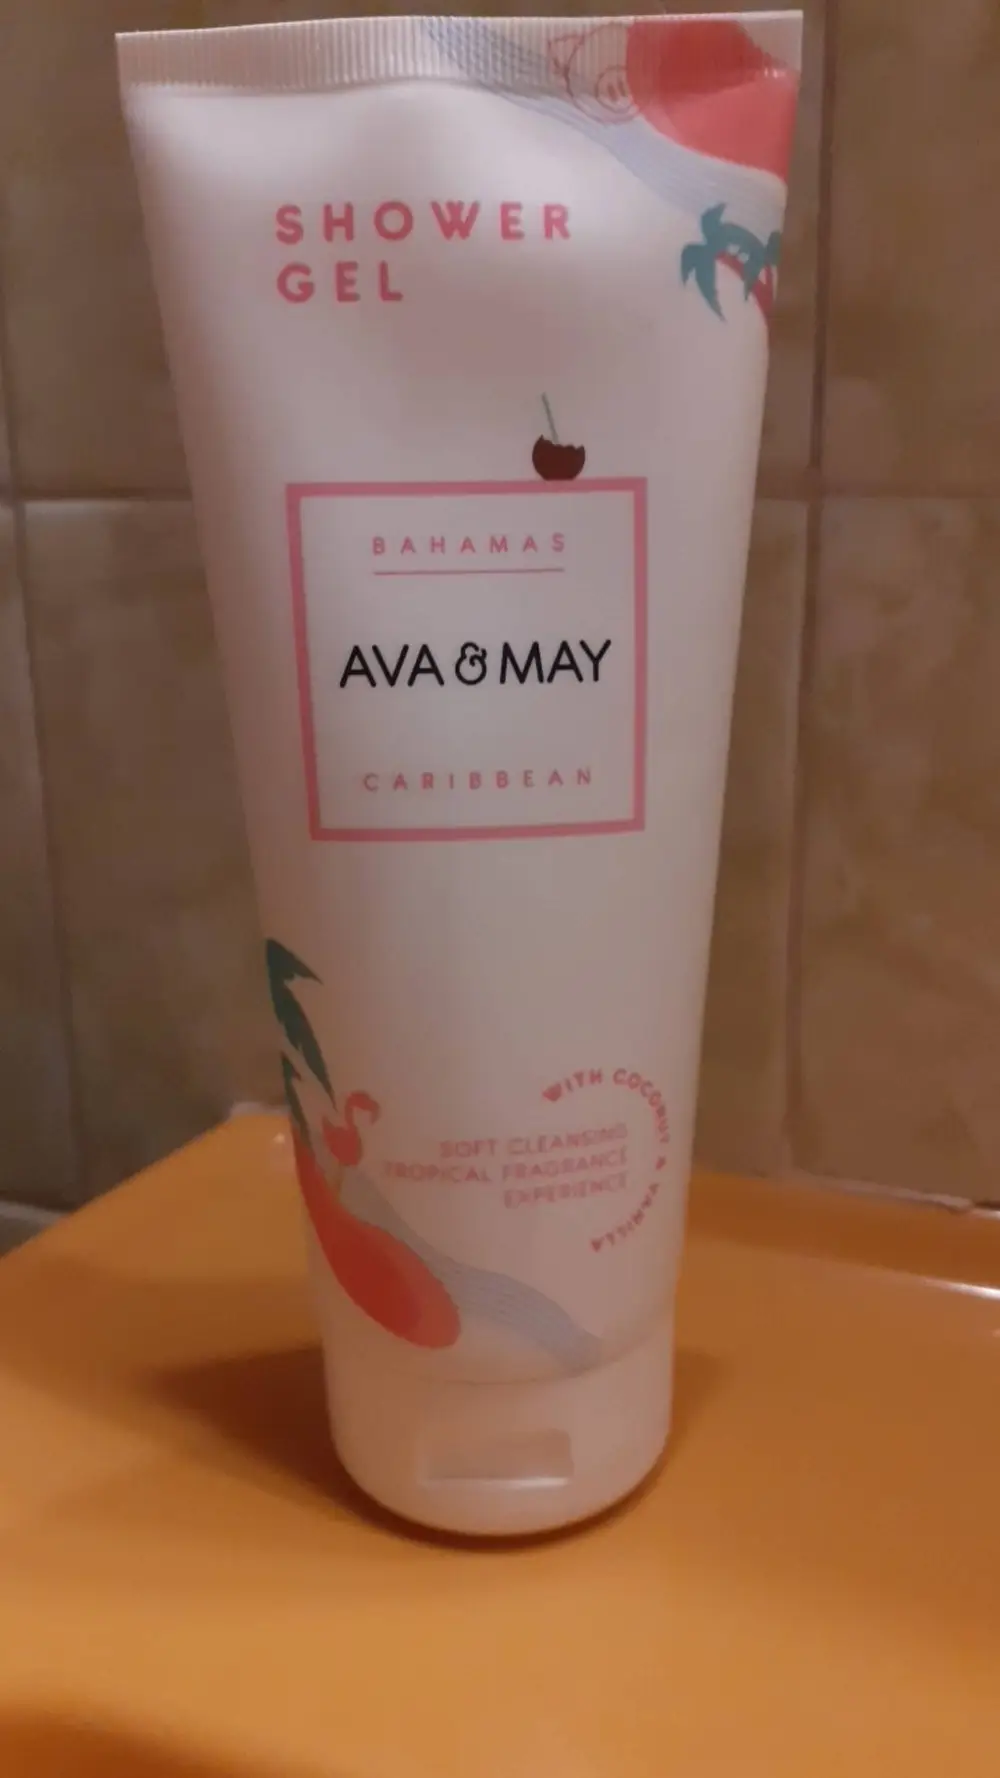 SHOWER
GEL
BAHAMAS
AVA & MAY
CARIBBEAN
WITH COCONUT & VANILLA
SOFT CLEANSING
TROPICAL FRAGRANCE
EXPERIENCE